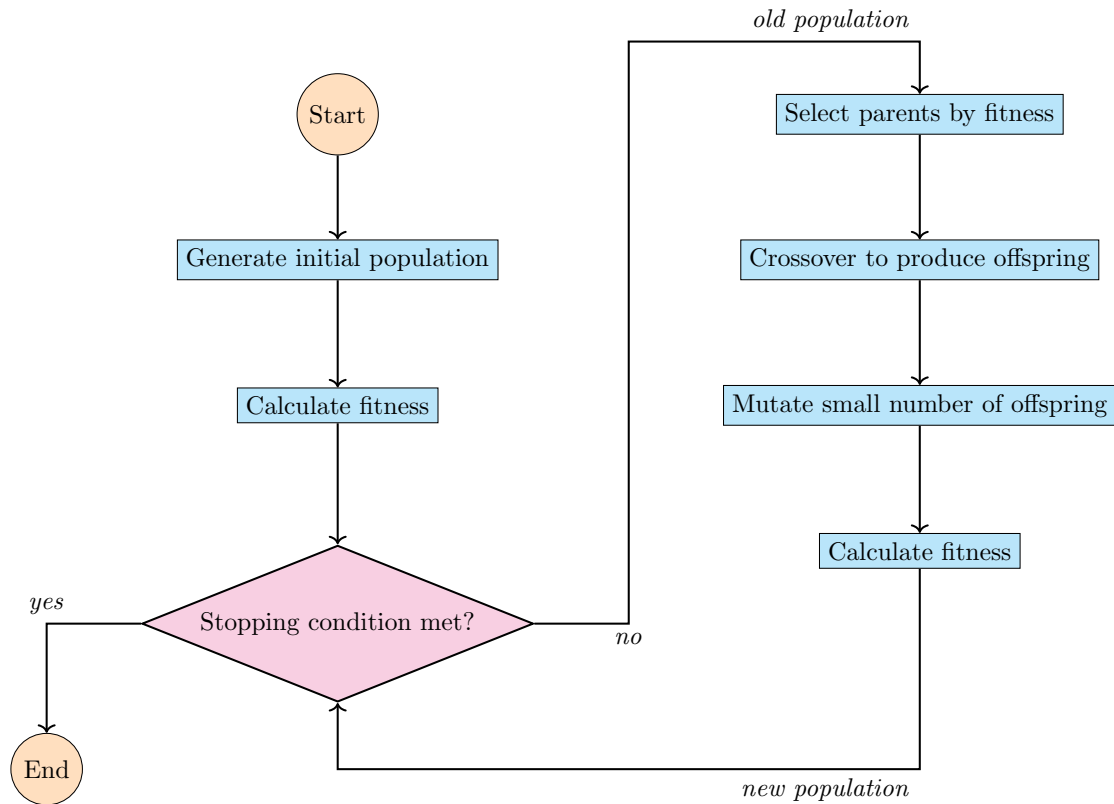 Start
Generate initial population
Calculate fitness
Stopping condition met?
yes
End
no
old population
Select parents by fitness
Crossover to produce offspring
Mutate small number of offspring
Calculate fitness
new population